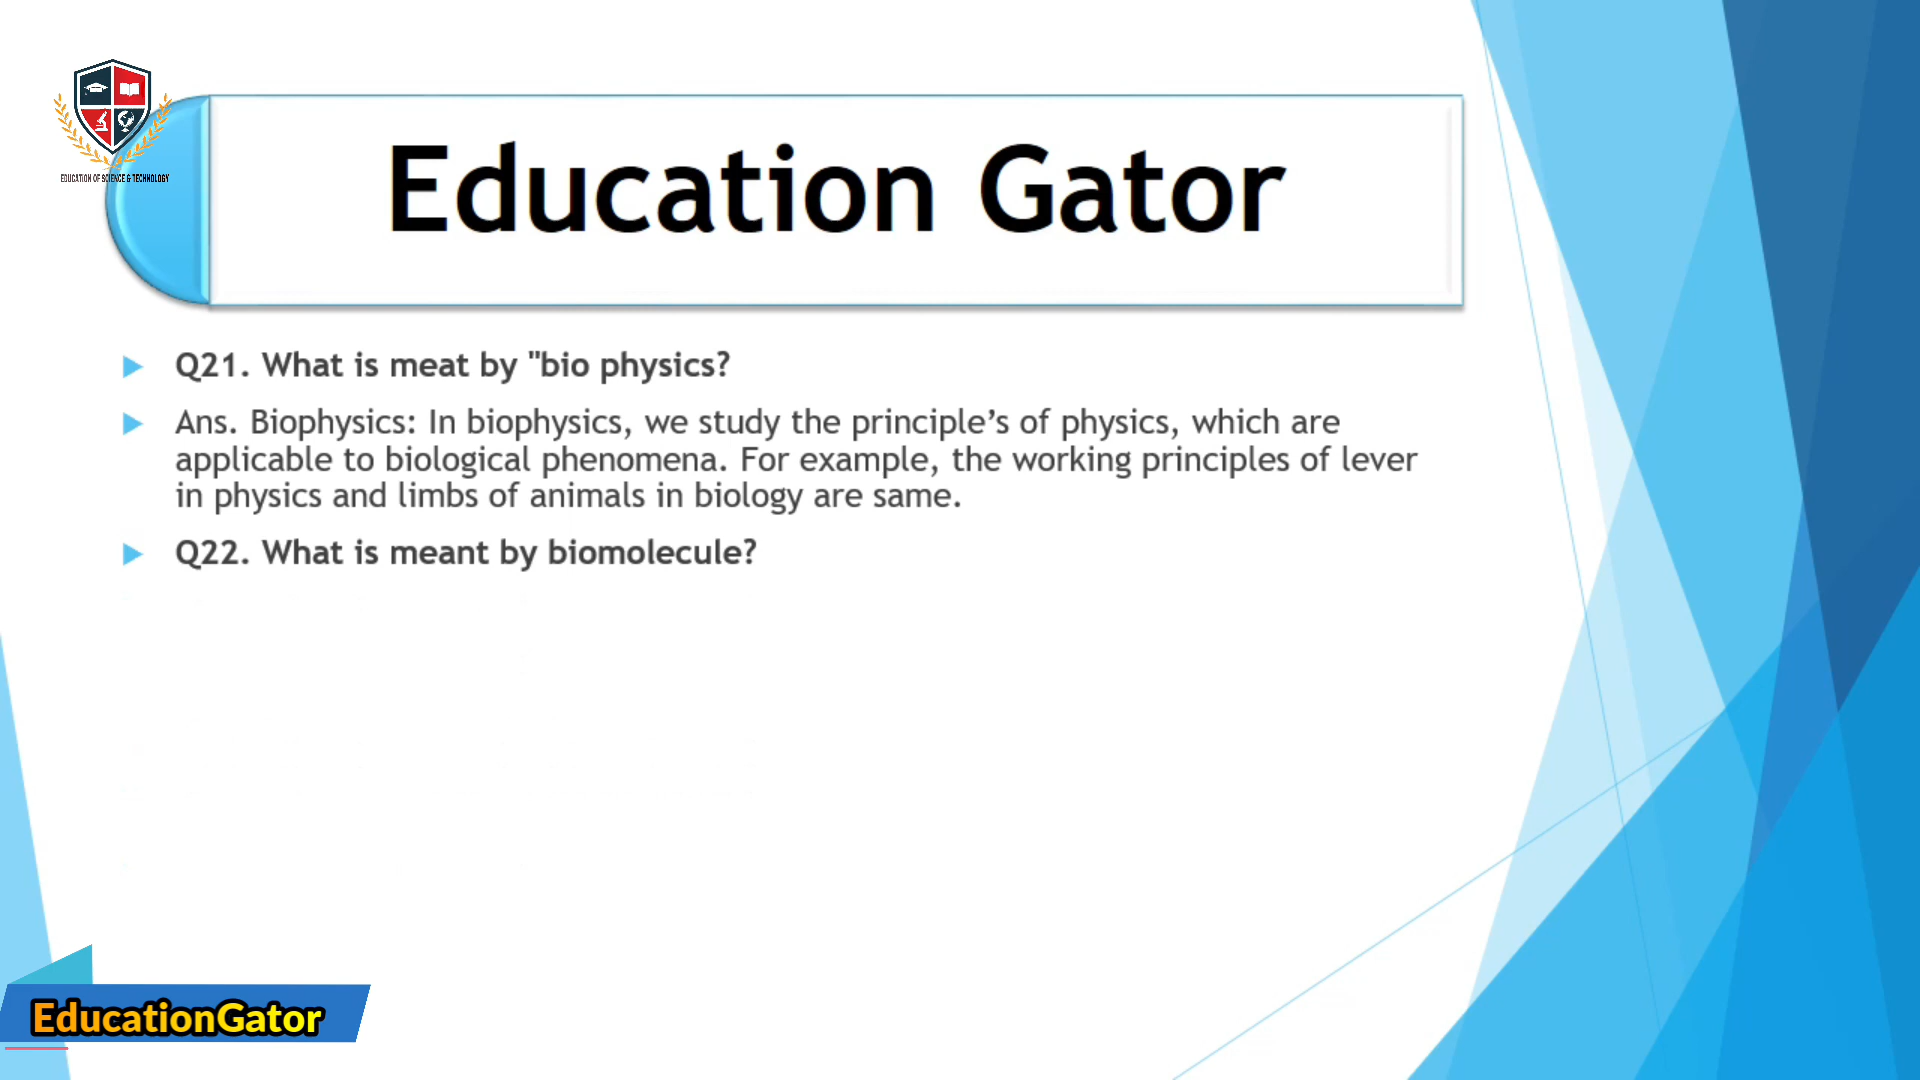 EDUCATION OF SCIENCE & TECHNOLOGY
Education Gator
Q21. What is meat by "bio physics?
Ans. Biophysics: In biophysics, we study the principle’s of physics, which are
applicable to biological phenomena. For example, the working principles of lever
in physics and limbs of animals in biology are same.
Q22. What is meant by biomolecule?
EducationGator